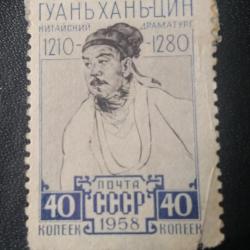 ГУАНЬ ХАНЬ-ЦИН
КИТАЙСКИЙ ДРАМАТУРГ
1210-1280
ПОЧТА
40 СССР 40
КОПЕЕК 1958 КОПЕЕК